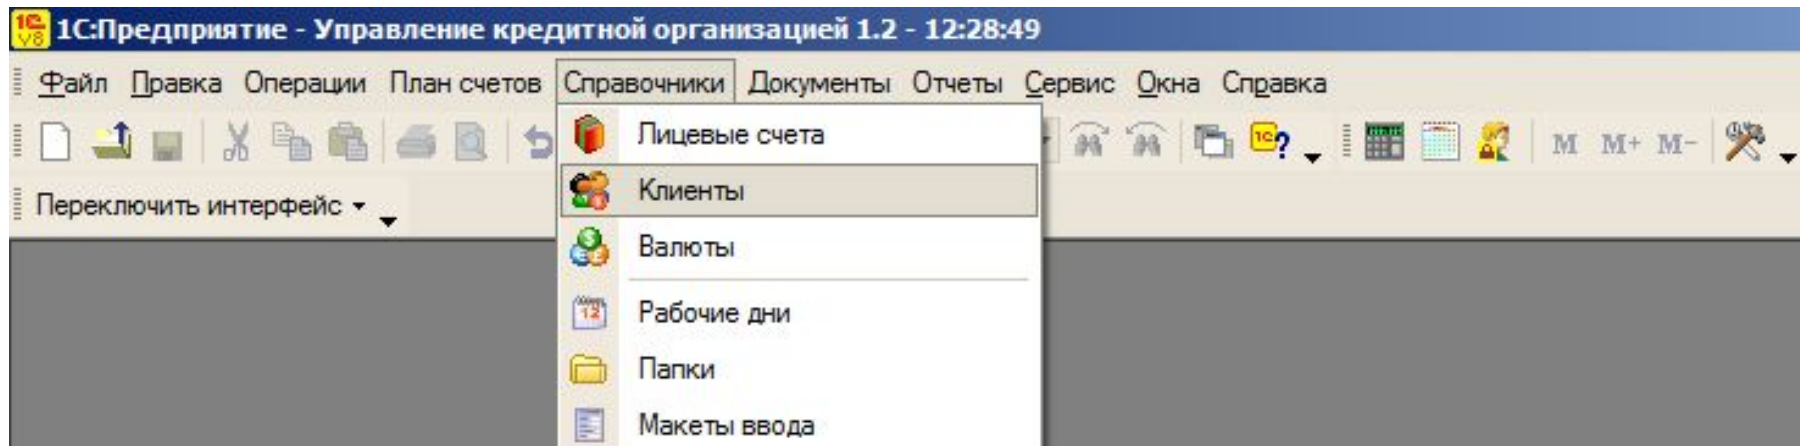 1С:Предприятие - Управление кредитной организацией 1.2 - 12:28:49
Файл Правка Операции План счетов Справочники Документы Отчеты Сервис Окна Справка
M M+ M-
Переключить интерфейс
Лицевые счета
Клиенты
Валюты
Рабочие дни
Папки
Макеты ввода